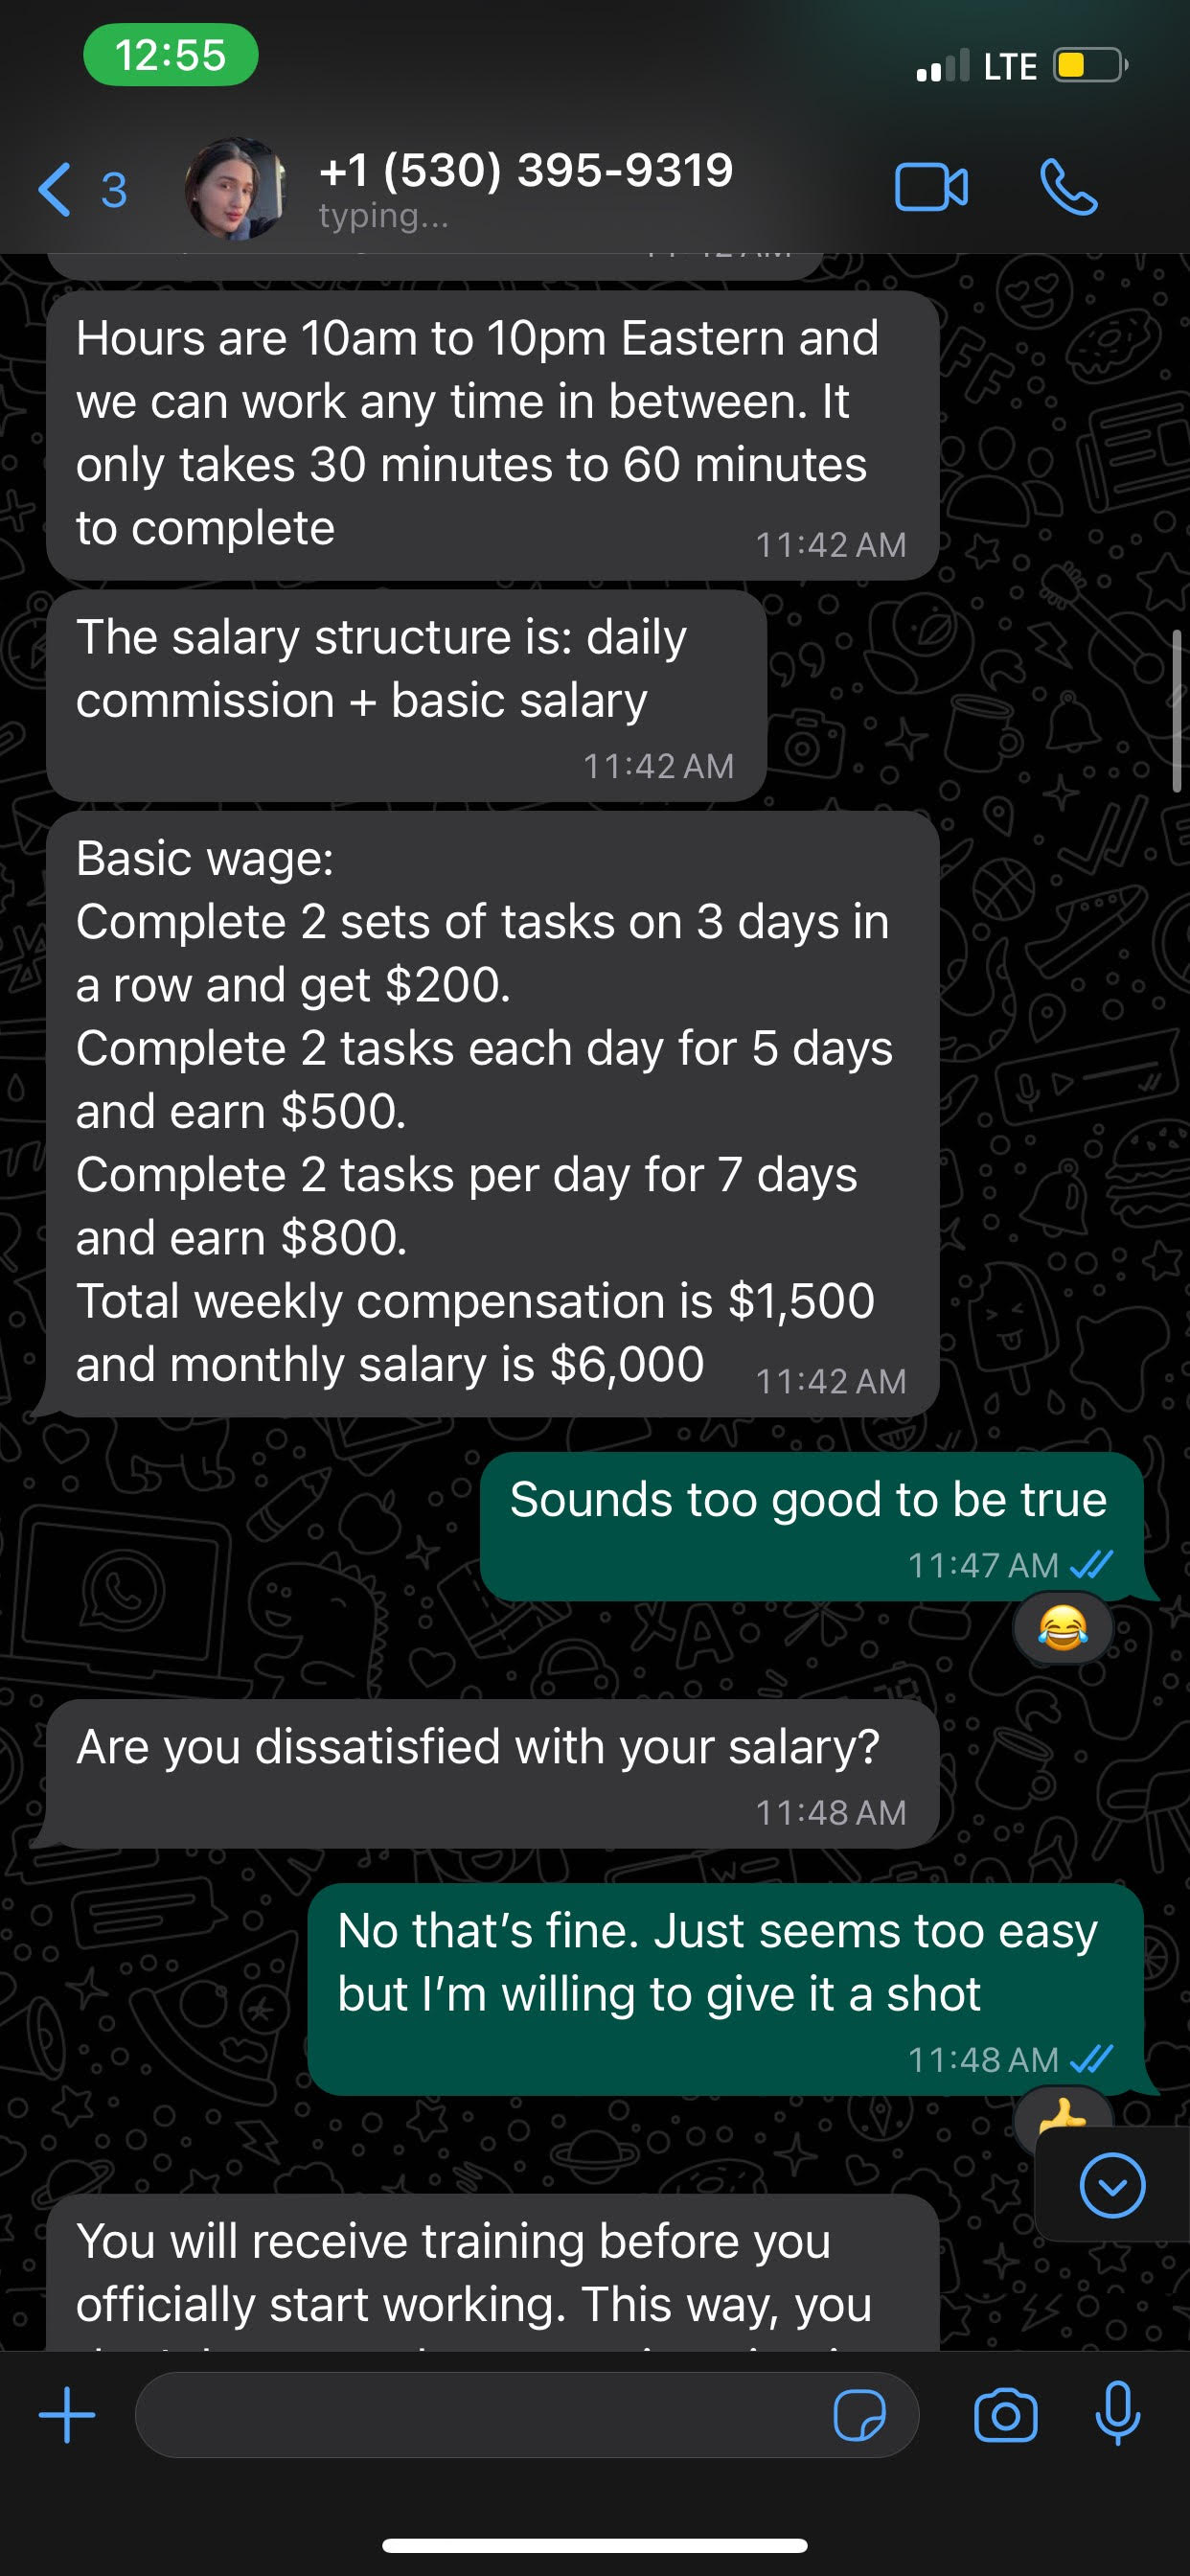 12:55
LTE
3
+1 (530) 395-9319
typing...
Hours are 10am to 10pm Eastern and
we can work any time in between. It
only takes 30 minutes to 60 minutes
to complete
11:42 AM
The salary structure is: daily
commission + basic salary
11:42 AM
Basic wage:
Complete 2 sets of tasks on 3 days in
a row and get $200.
Complete 2 tasks each day for 5 days
and earn $500.
Complete 2 tasks per day for 7 days
and earn $800.
Total weekly compensation is $1,500
and monthly salary is $6,000
11:42 AM
Sounds too good to be true
11:47 AM
Are you dissatisfied with your salary?
11:48 AM
No that’s fine. Just seems too easy
but I’m willing to give it a shot
11:48 AM
You will receive training before you
officially start working. This way, you